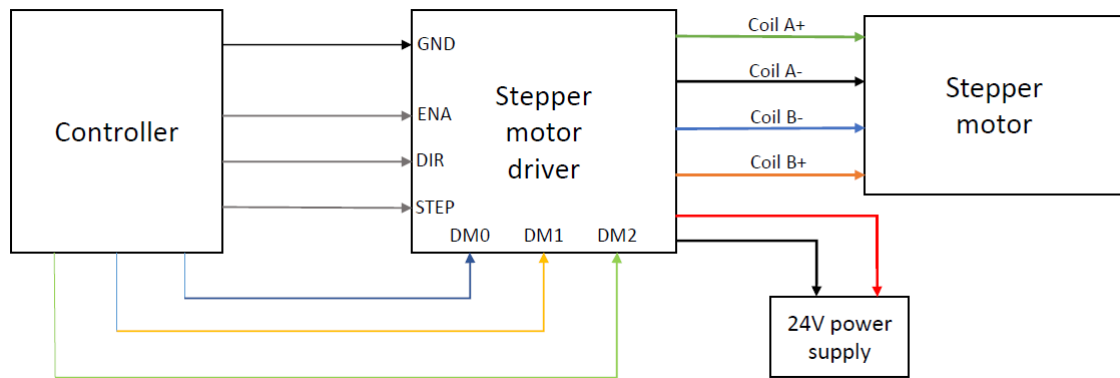 Controller
GND
ENA
DIR
STEP
DM0 DM1 DM2
Stepper
motor
driver
Coil A+
Coil A-
Coil B-
Coil B+
Stepper
motor
24V power
supply